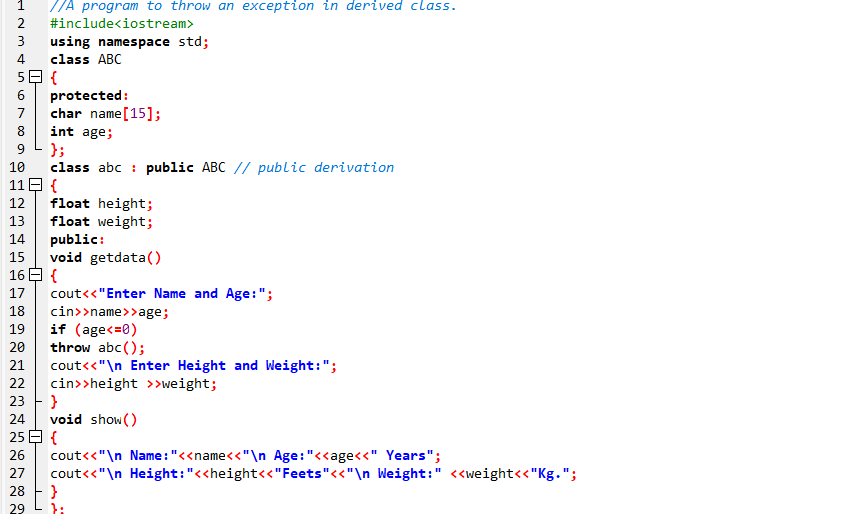 1 //A program to throw an exception in derived class.
2 #include<iostream>
3 using namespace std;
4 class ABC
5 {
6 protected:
7 char name[15];
8 int age;
9 };
10 class abc : public ABC // public derivation
11 {
12 float height;
13 float weight;
14 public:
15 void getdata()
16 {
17 cout<<"Enter Name and Age:";
18 cin>>name>>age;
19 if (age<=0)
20 throw abc();
21 cout<<"\n Enter Height and Weight:";
22 cin>>height >>weight;
23 }
24 void show()
25 {
26 cout<<"\n Name:"<<name<<"\n Age:"<<age<<" Years";
27 cout<<"\n Height:"<<height<<"Feets"<<"\n Weight:" <<weight<<"Kg.";
28 }
29 };